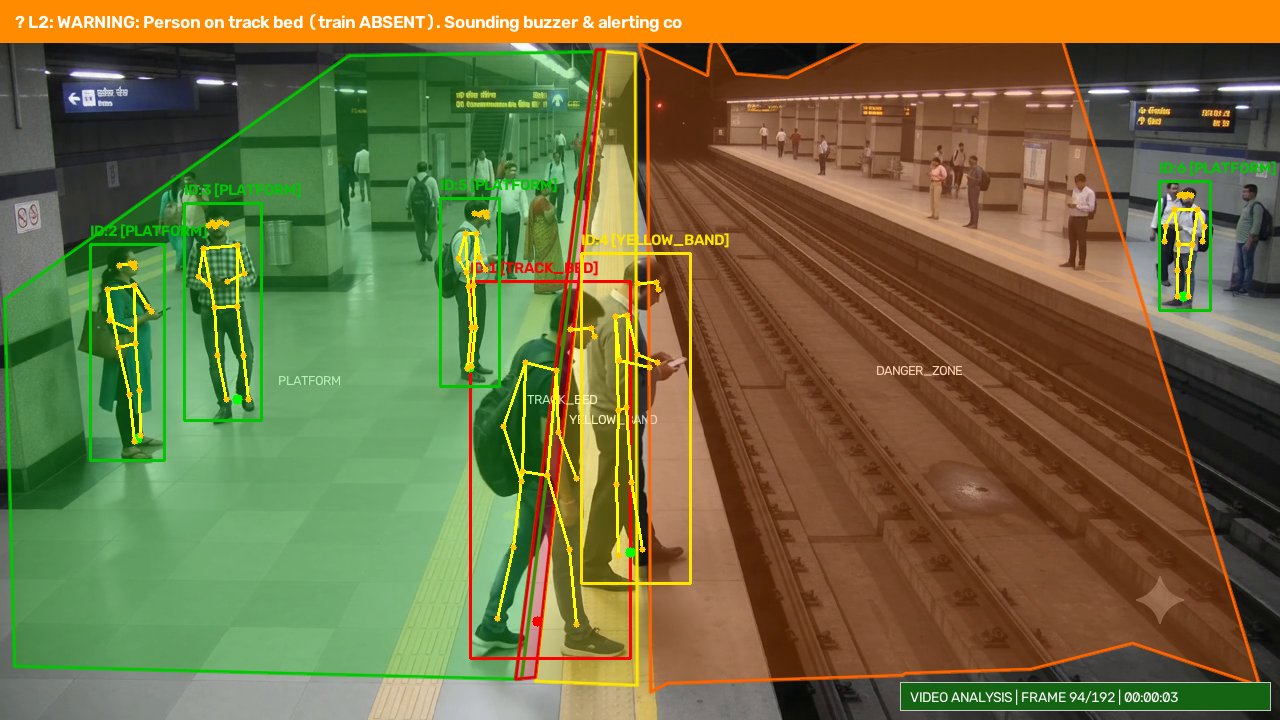 ? L2: WARNING: Person on track bed (train ABSENT). Sounding buzzer & alerting co
ID:6 [PLATFORM]
ID:3 [PLATFORM]
ID:5 [PLATFORM]
ID:2 [PLATFORM]
ID:4 [YELLOW_BAND]
ID:1 [TRACK_BED]
DANGER_ZONE
PLATFORM
TRACK_BED
YELLOW_BAND
VIDEO ANALYSIS | FRAME 94/192 | 00:00:03